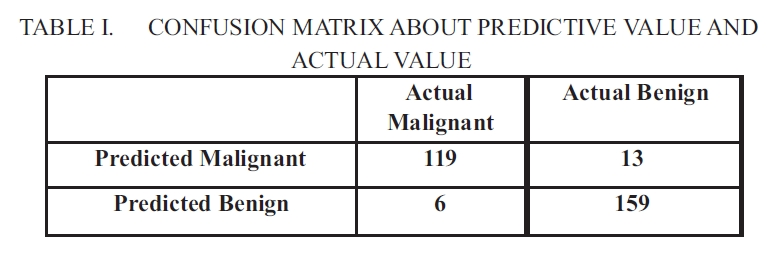 TABLE I. CONFUSION MATRIX ABOUT PREDICTIVE VALUE AND
ACTUAL VALUE
Actual Malignant Actual Benign
Predicted Malignant 119 13
Predicted Benign 6 159